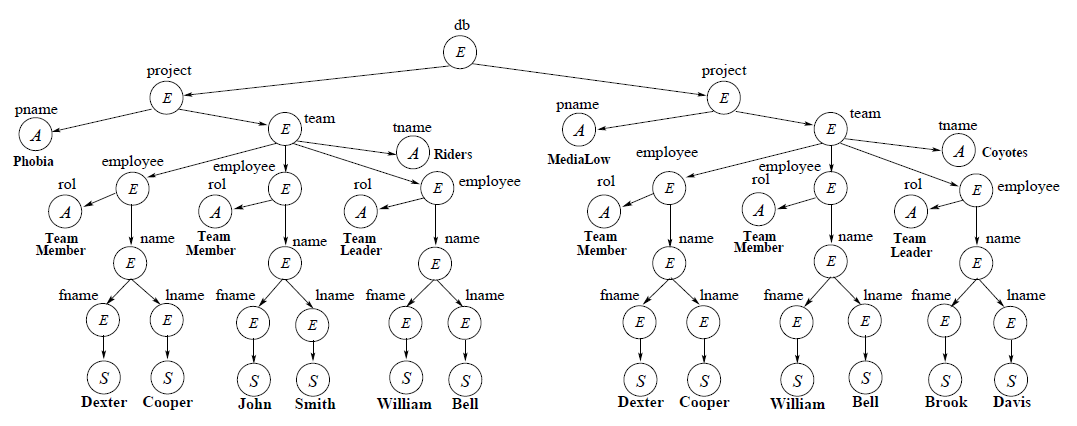 db
E
project
project
E
E
pname
pname
A
A
Phobia
MediaLow
team
team
E
E
tname
tname
A
A
Riders
Coyotes
employee
employee
employee
employee
employee
employee
E
E
E
E
E
E
rol
rol
rol
rol
rol
rol
A
A
A
A
A
A
Team
Member
Team
Member
Team
Leader
Team
Member
Team
Member
Team
Leader
name
name
name
name
name
name
E
E
E
E
E
E
fname
lname
fname
lname
fname
lname
fname
lname
fname
lname
fname
lname
E
E
E
E
E
E
E
E
E
E
E
E
S
S
S
S
S
S
S
S
S
S
S
S
Dexter
Cooper
John
Smith
William
Bell
Dexter
Cooper
William
Bell
Brook
Davis